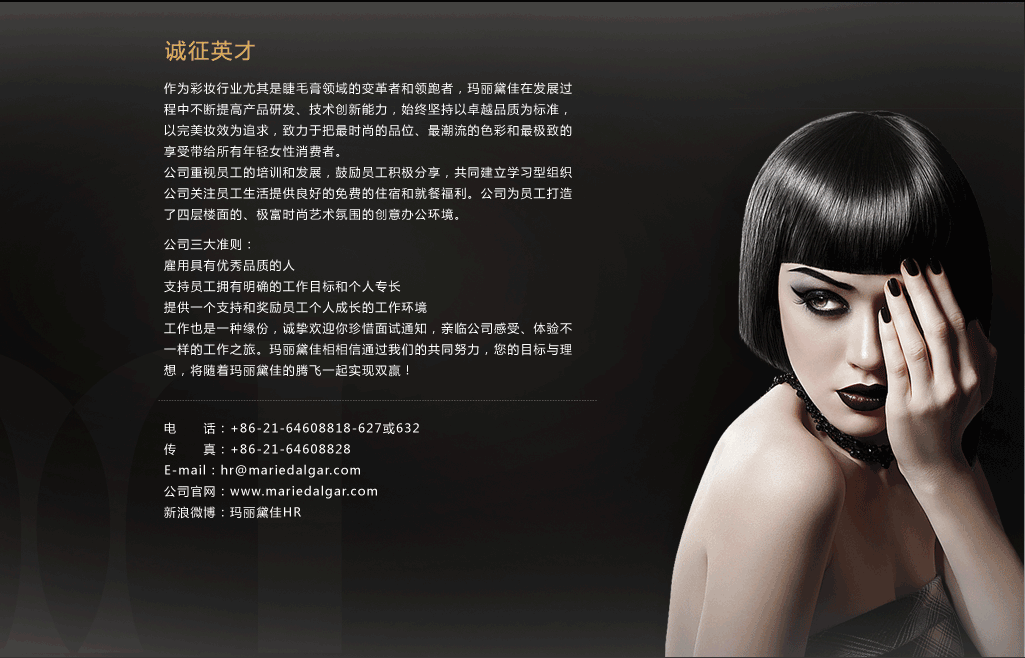 诚征英才
作为彩妆行业尤其是睫毛膏领域的变革者和领跑者，玛丽黛佳在发展过
程中不断提高产品研发、技术创新能力，始终坚持以卓越品质为标准，
以完美妆效为追求，致力于把最时尚的品位、最潮流的色彩和最极致的
享受带给所有年轻女性消费者。
公司重视员工的培训和发展，鼓励员工积极分享，共同建立学习型组织
公司关注员工生活提供良好的免费的住宿和就餐福利。公司为员工打造
了四层楼面的、极富时尚艺术氛围的创意办公环境。
公司三大准则：
雇用具有优秀品质的人
支持员工拥有明确的工作目标和个人专长
提供一个支持和奖励员工个人成长的工作环境
工作也是一种缘份，诚挚欢迎你珍惜面试通知，亲临公司感受、体验不
一样的工作之旅。玛丽黛佳相相信通过我们的共同努力，您的目标与理
想，将随着玛丽黛佳的腾飞一起实现双赢！
电 话：+86-21-64608818-627或632
传 真：+86-21-64608828
E-mail：hr@mariedalgar.com
公司官网：www.mariedalgar.com
新浪微博：玛丽黛佳HR